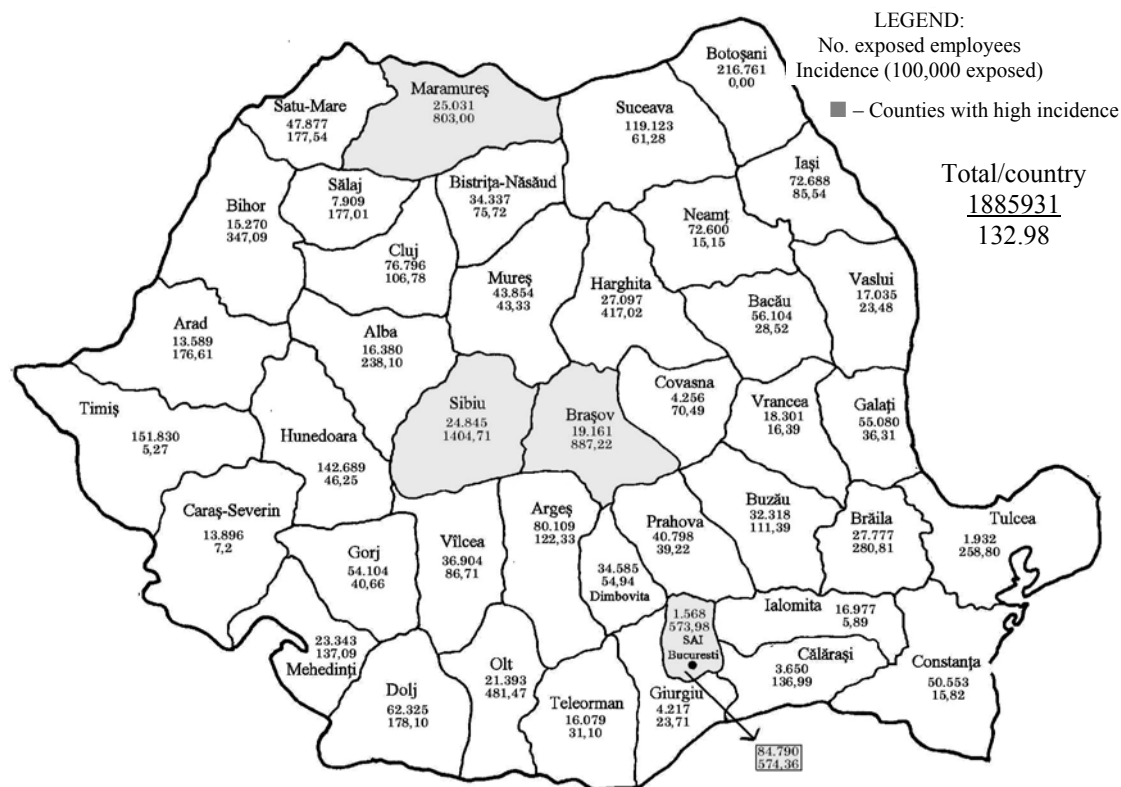 LEGEND:
No. exposed employees
Incidence (100,000 exposed)
– Counties with high incidence
Total/country
1885931
132.98
Botoşani
216.761
0,00
Maramureş
25.031
803,00
Satu-Mare
47.877
177,54
Suceava
119.123
61,28
Iaşi
72.688
85,54
Sălaj
7.909
177,01
Bistriţa-Năsăud
34.337
75,72
Bihor
15.270
347,09
Neamţ
72.600
15,15
Cluj
76.796
106,78
Mureş
43.854
43,33
Harghita
27.097
417,02
Vaslui
17.035
23,48
Bacău
56.104
28,52
Arad
13.589
176,61
Alba
16.380
238,10
Covasna
4.256
70,49
Timiş
151.830
5,27
Sibiu
24.845
1404,71
Braşov
19.161
887,22
Vrancea
18.301
16,39
Galaţi
55.080
36,31
Hunedoara
142.689
46,25
Caraş-Severin
13.896
7,2
Argeş
80.109
122,33
Prahova
40.798
39,22
Buzău
32.318
111,39
Brăila
27.777
280,81
Tulcea
1.932
258,80
Vîlcea
36.904
86,71
Gorj
54.104
40,66
34.585
54,94
Dimbovita
1.568
573,98
SAI
Bucuresti
Ialomita
16.977
5,89
23.343
137,09
Mehedinţi
Olt
21.393
481,47
Călăraşi
3.650
136,99
Constanţa
50.553
15,82
Dolj
62.325
178,10
Teleorman
16.079
31,10
Giurgiu
4.217
23,71
84.790
574,36